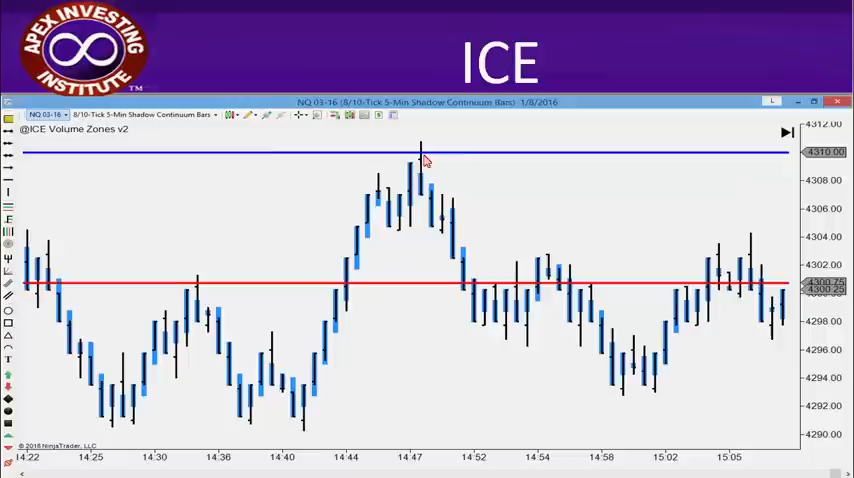 APEX INVESTING
INSTITUTE
TM
ICE
NQ 03-16 (8/10-Tick 5-Min Shadow Continuum Bars) 1/8/2016
L
NQ 03-16
8/10-Tick 5-Min Shadow Continuum Bars
@ICE Volume Zones v2
4312.00
4310.00
4308.00
4306.00
4304.00
4302.00
4300.75
4300.25
4298.00
4296.00
4294.00
4292.00
4290.00
© 2016 NinjaTrader, LLC
14:22
14:25
14:30
14:36
14:40
14:44
14:47
14:52
14:54
14:58
15:02
15:05